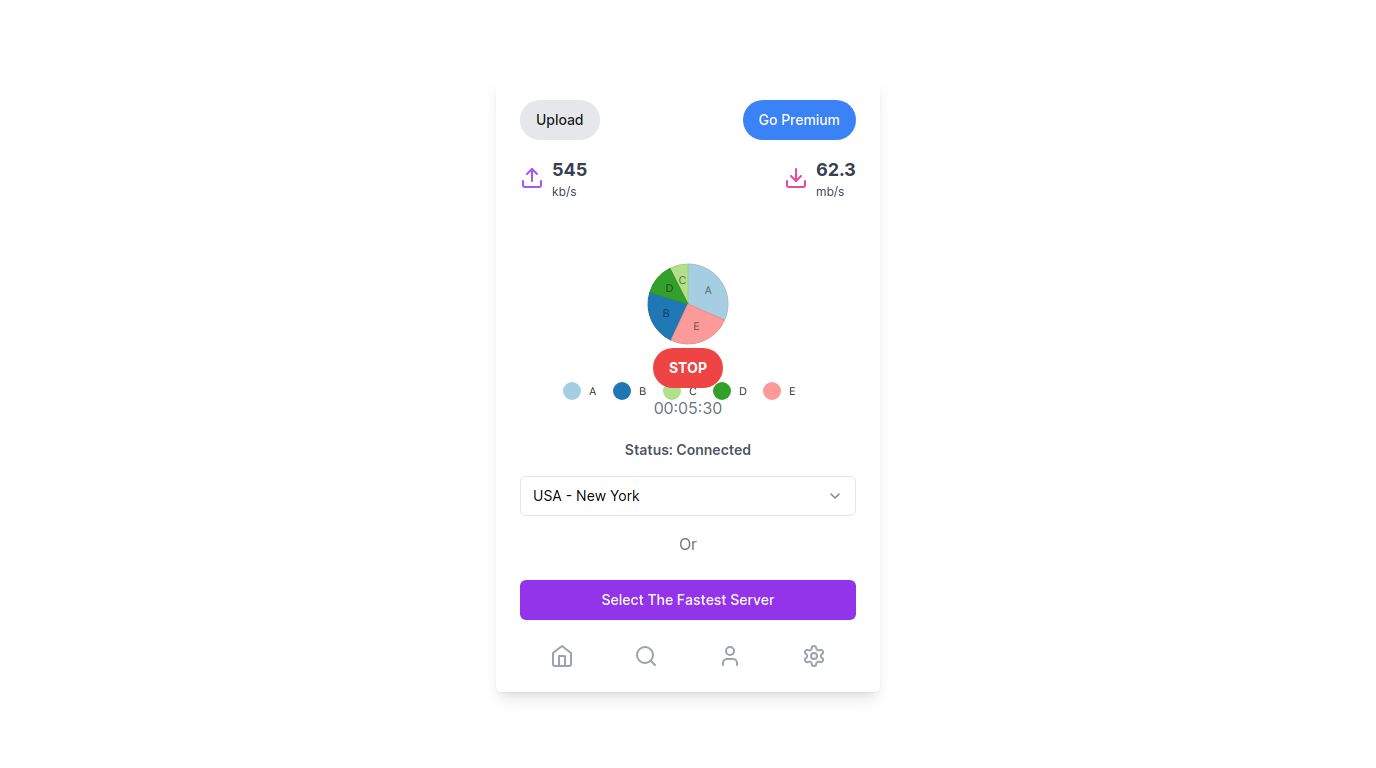 Upload
Go Premium
545
kb/s
62.3
mb/s
C
A
D
B
E
STOP
A
B
C
D
E
00:05:30
Status: Connected
USA - New York
Or
Select The Fastest Server